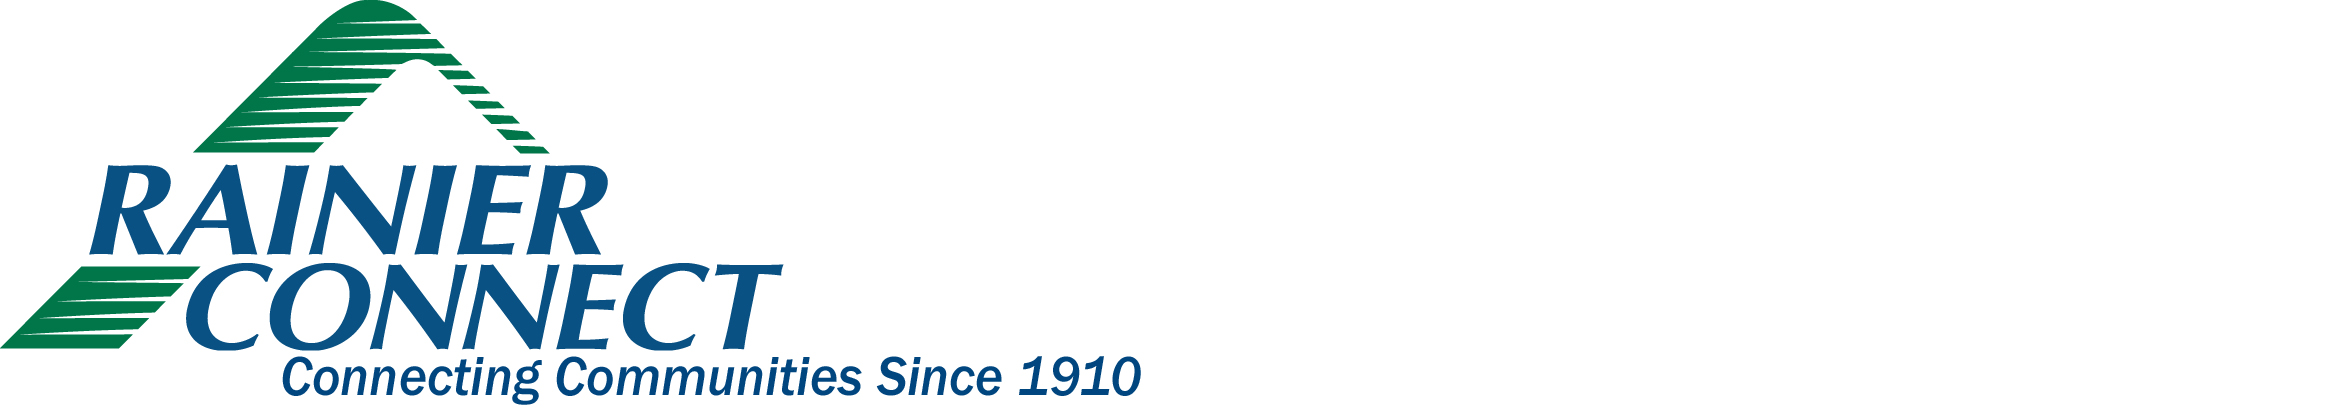 RAINIER
CONNECT
Connecting Communities Since 1910